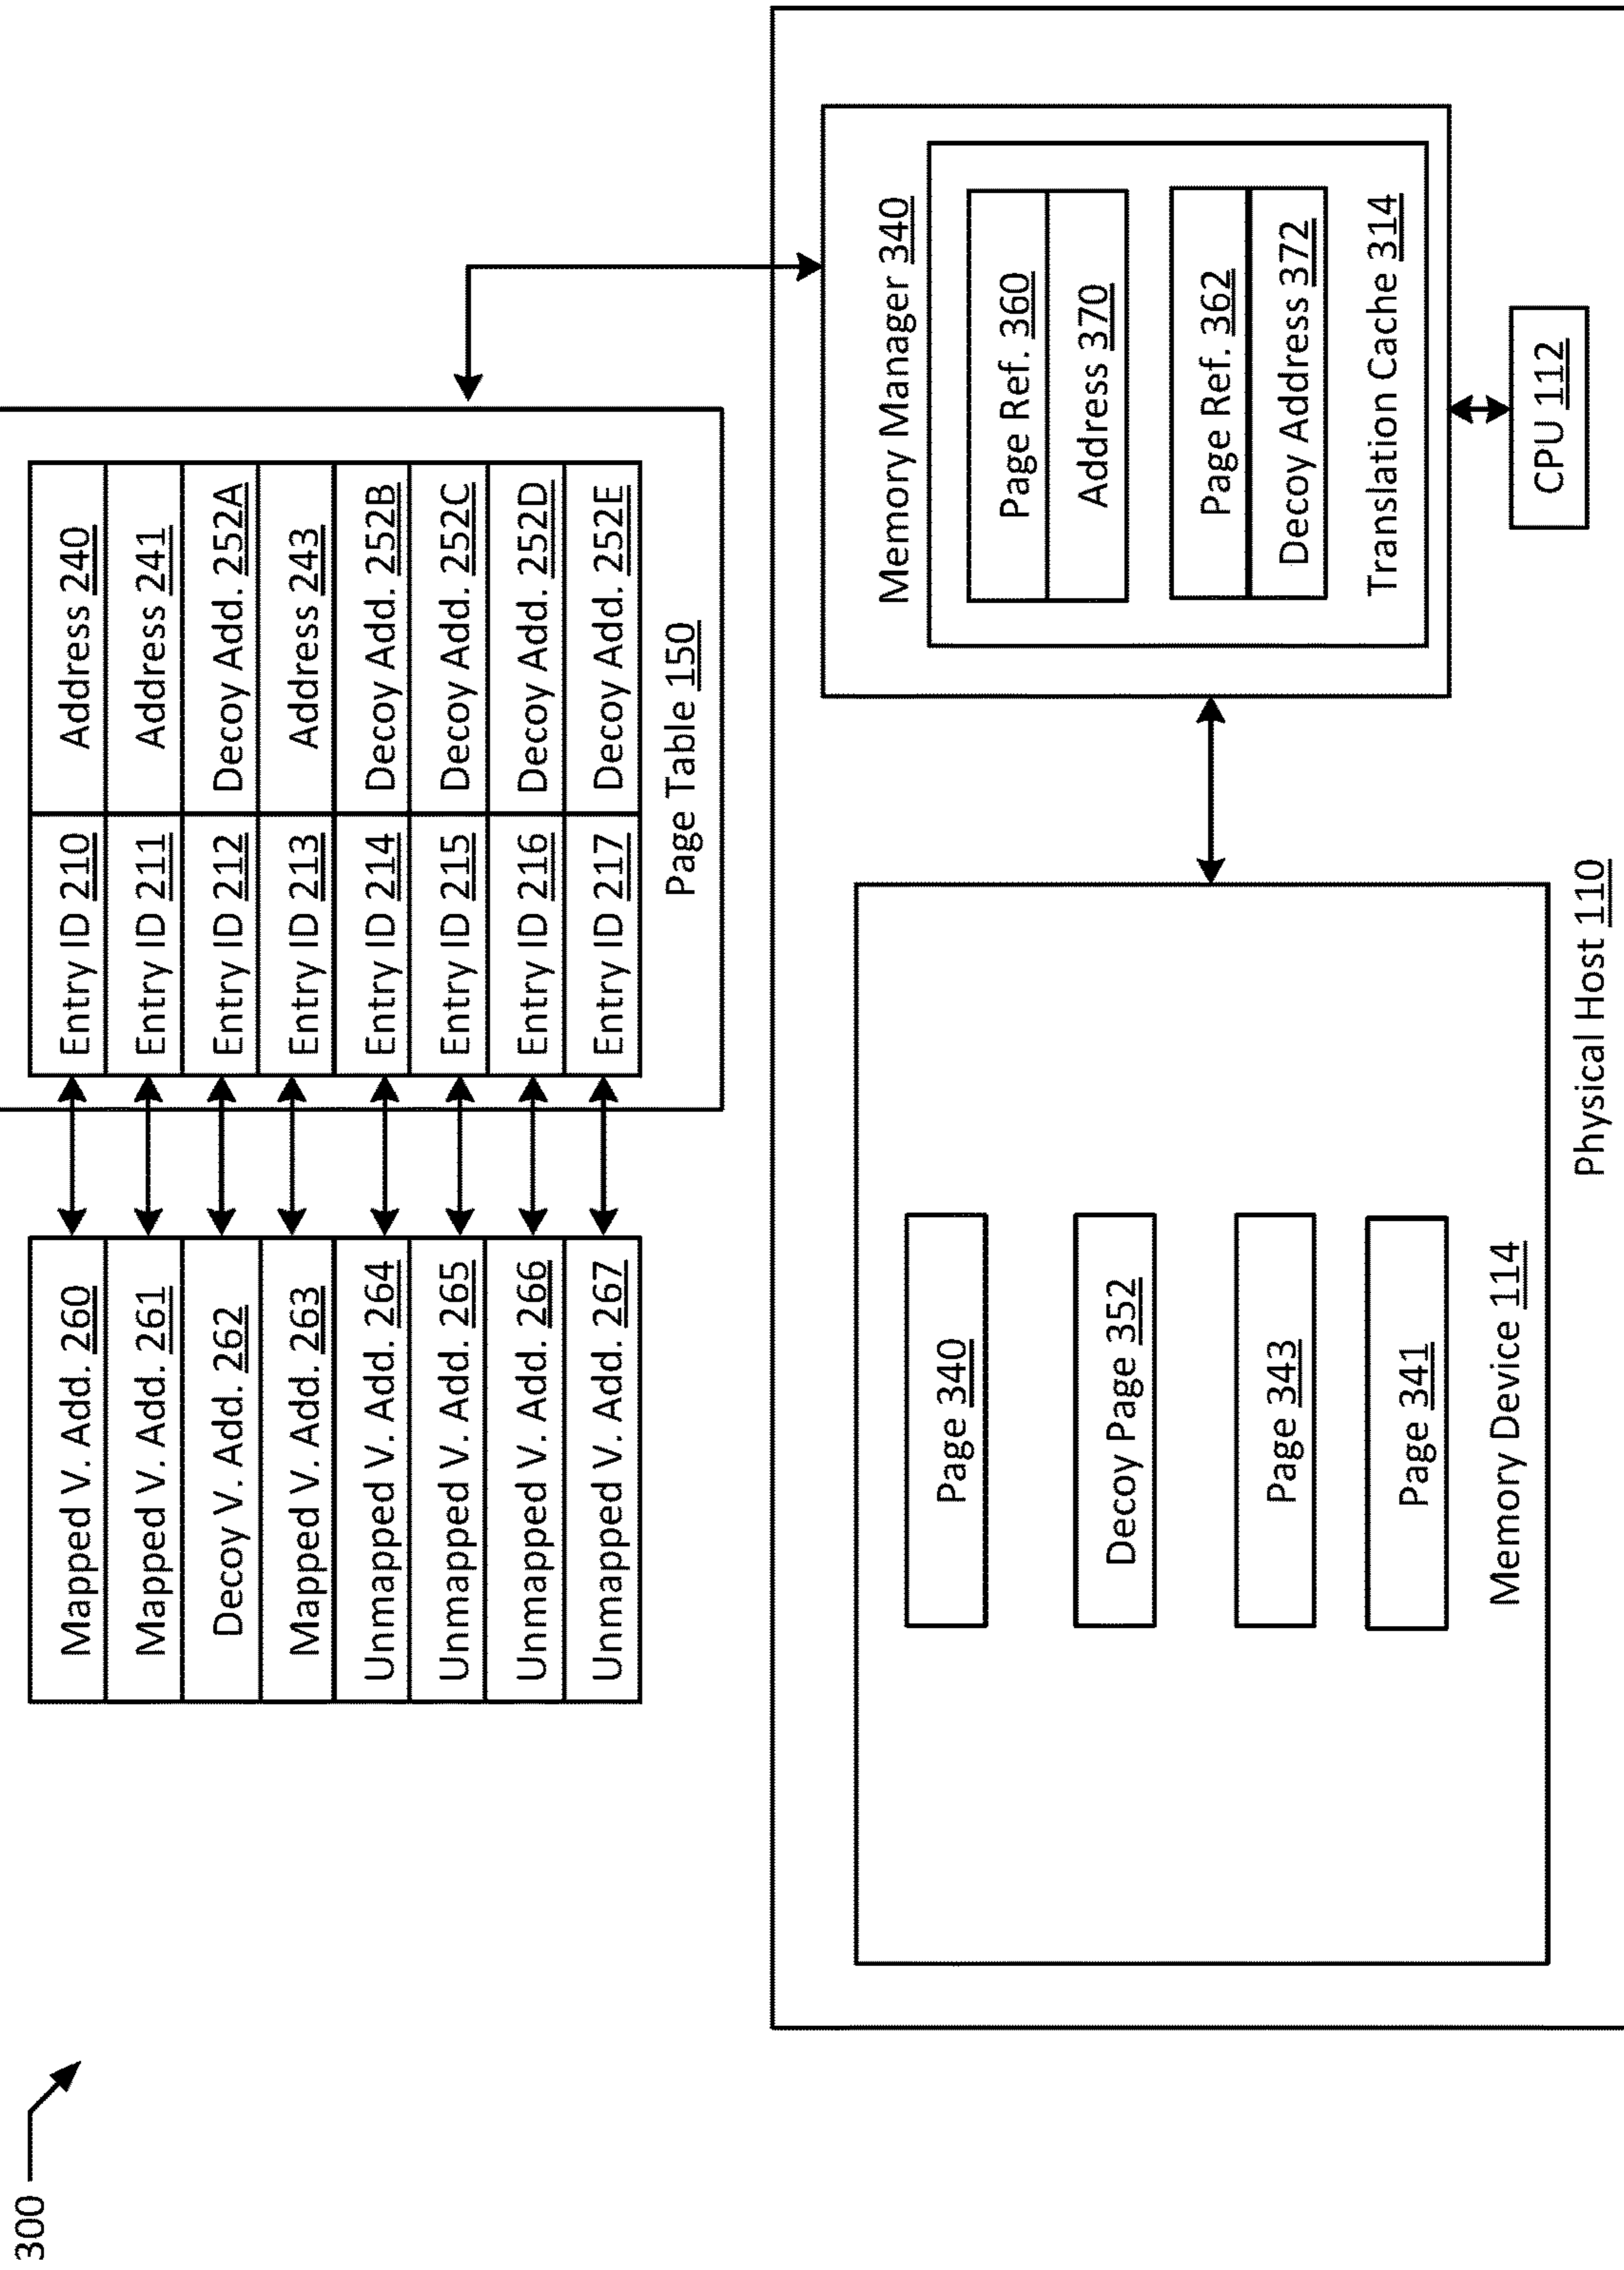 300
Mapped V. Add. 260
Mapped V. Add. 261
Decoy V. Add. 262
Mapped V. Add. 263
Unmapped V. Add. 264
Unmapped V. Add. 265
Unmapped V. Add. 266
Unmapped V. Add. 267
Entry ID 210 Address 240
Entry ID 211 Address 241
Entry ID 212 Decoy Add. 252A
Entry ID 213 Address 243
Entry ID 214 Decoy Add. 252B
Entry ID 215 Decoy Add. 252C
Entry ID 216 Decoy Add. 252D
Entry ID 217 Decoy Add. 252E
Page Table 150
Page 340
Decoy Page 352
Page 343
Page 341
Memory Device 114
Memory Manager 340
Page Ref. 360
Address 370
Page Ref. 362
Decoy Address 372
Translation Cache 314
CPU 112
Physical Host 110